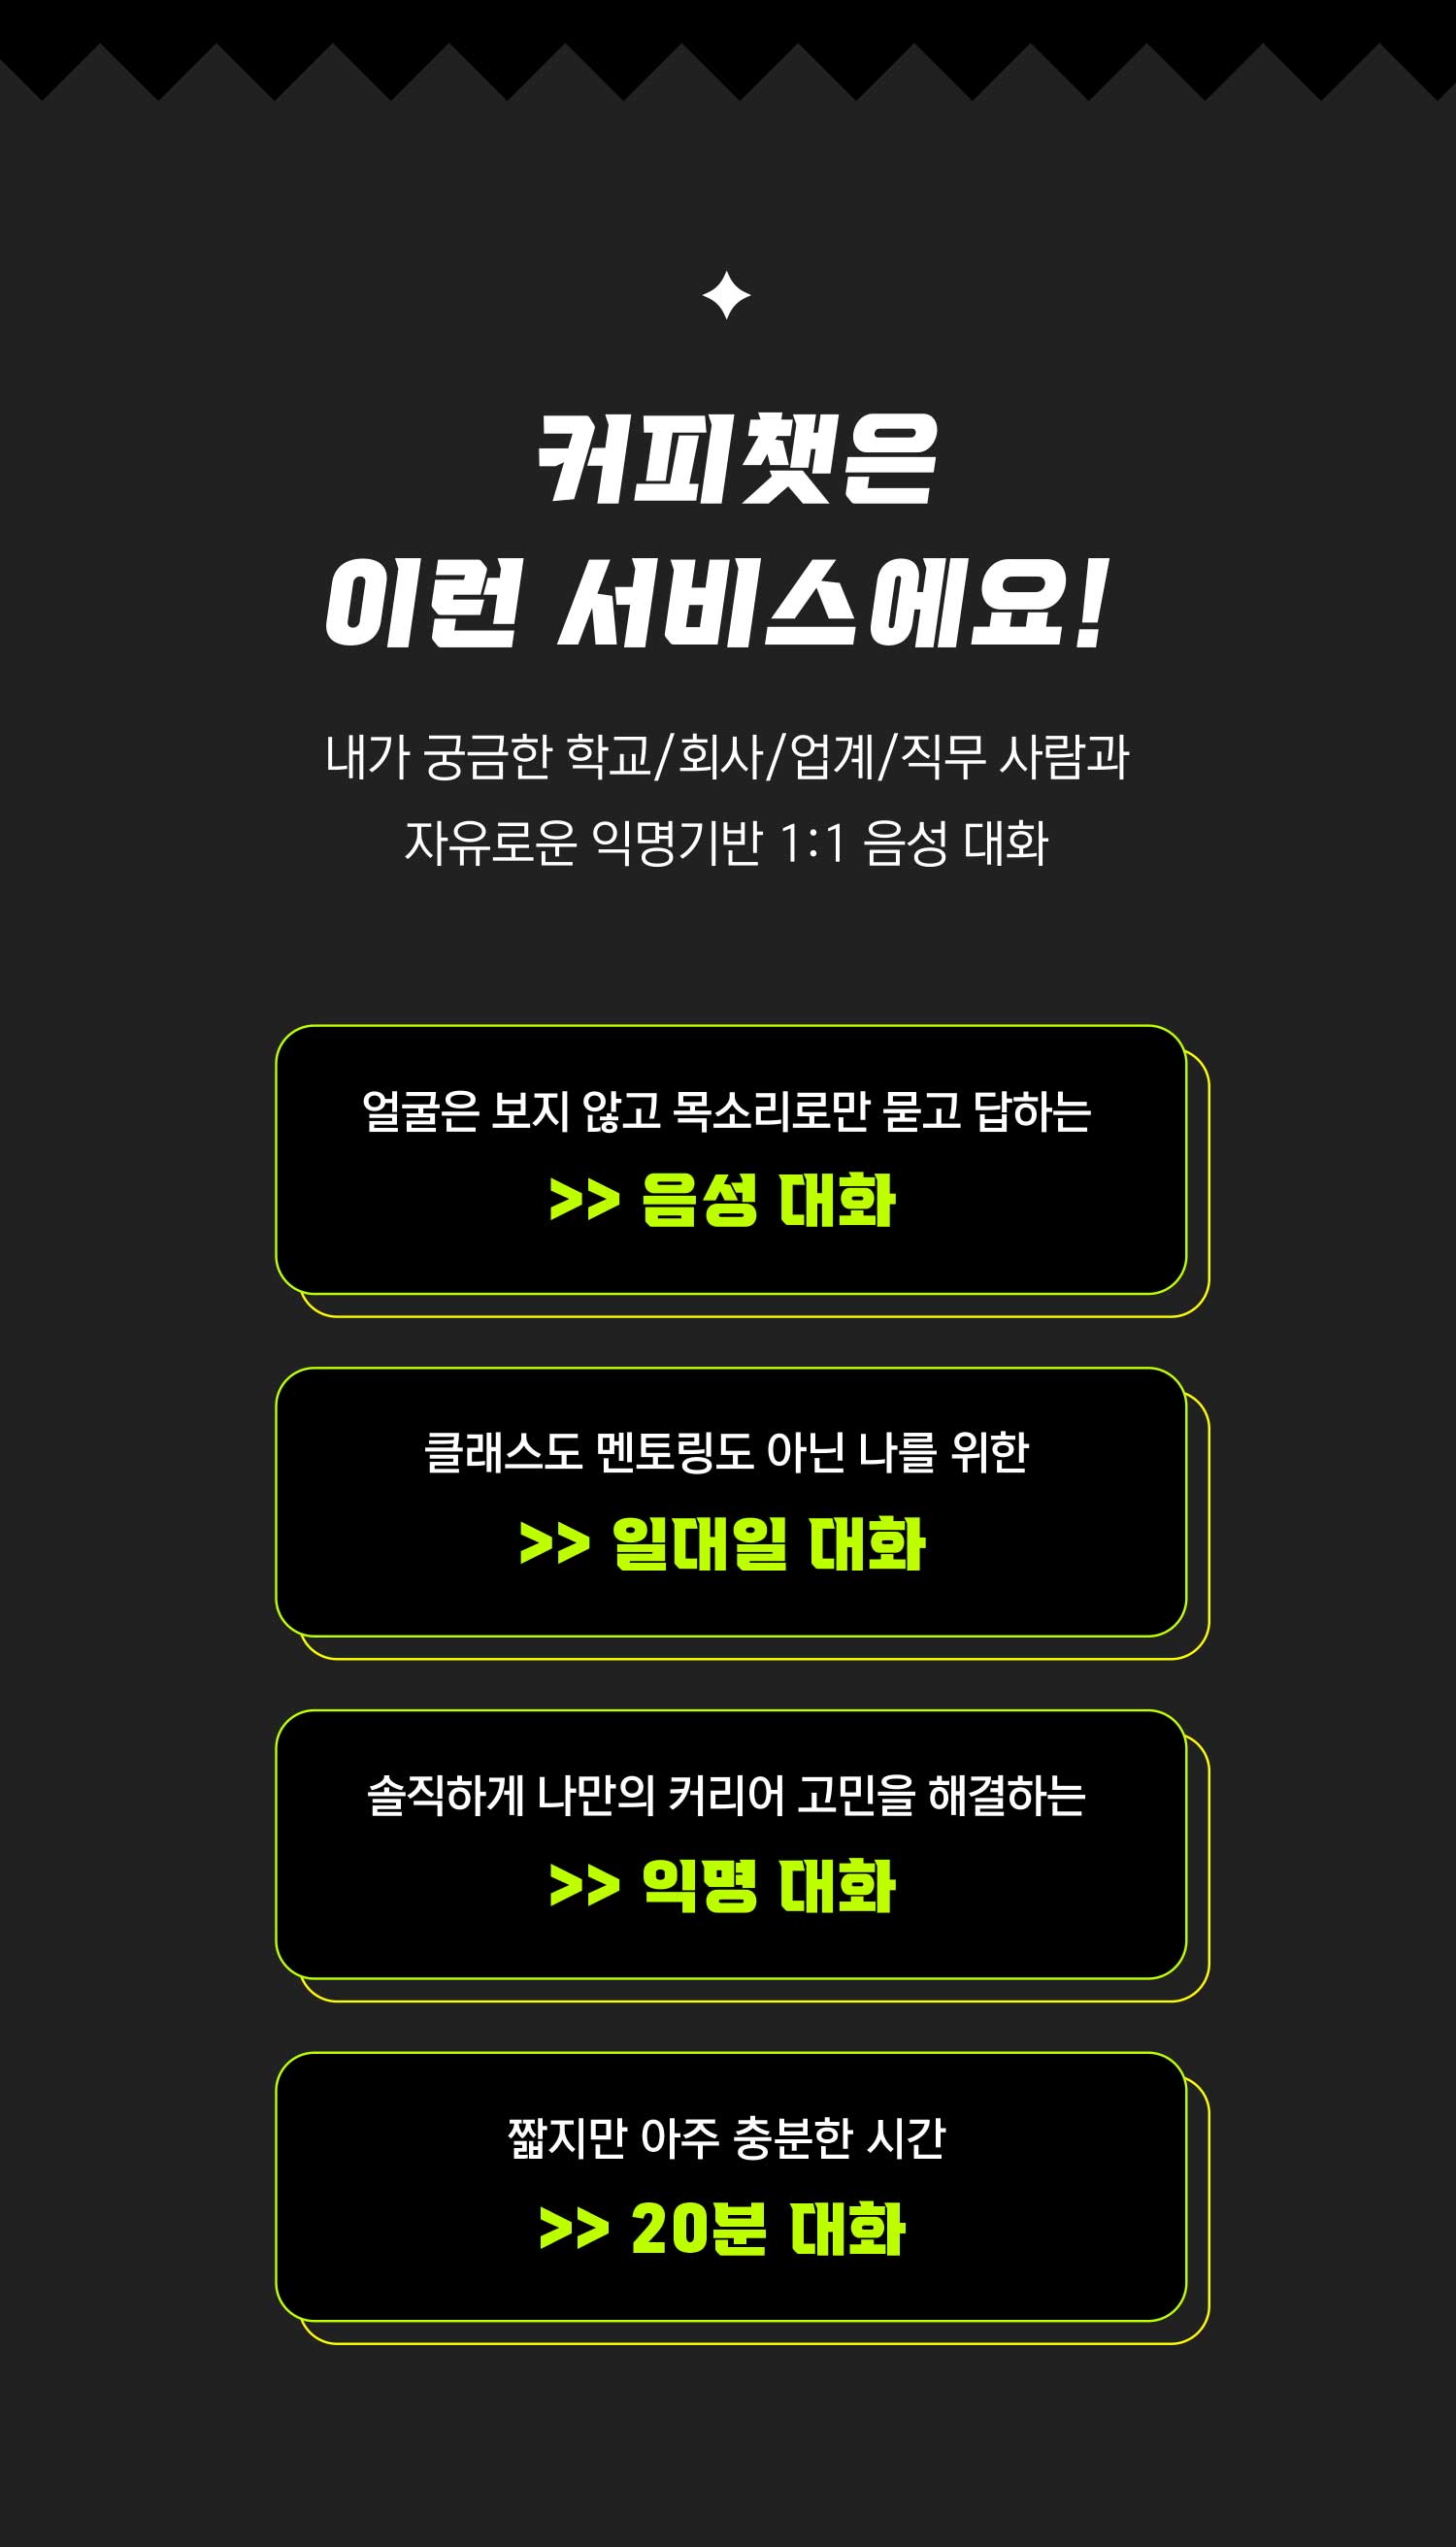 커피챗은
이런 서비스에요!
내가 궁금한 학교/회사/업계/직무 사람과
자유로운 익명기반 1:1 음성 대화
얼굴은 보지 않고 목소리로만 묻고 답하는
>> 음성 대화
클래스도 멘토링도 아닌 나를 위한
>> 일대일 대화
솔직하게 나만의 커리어 고민을 해결하는
>> 익명 대화
짧지만 아주 충분한 시간
>> 20분 대화